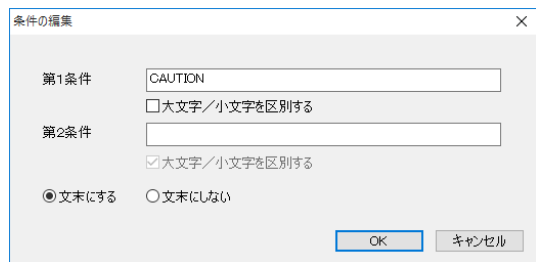 条件の編集
第1条件 CAUTION
大文字／小文字を区別する
第2条件
大文字／小文字を区別する
文末にする 文末にしない
OK キャンセル